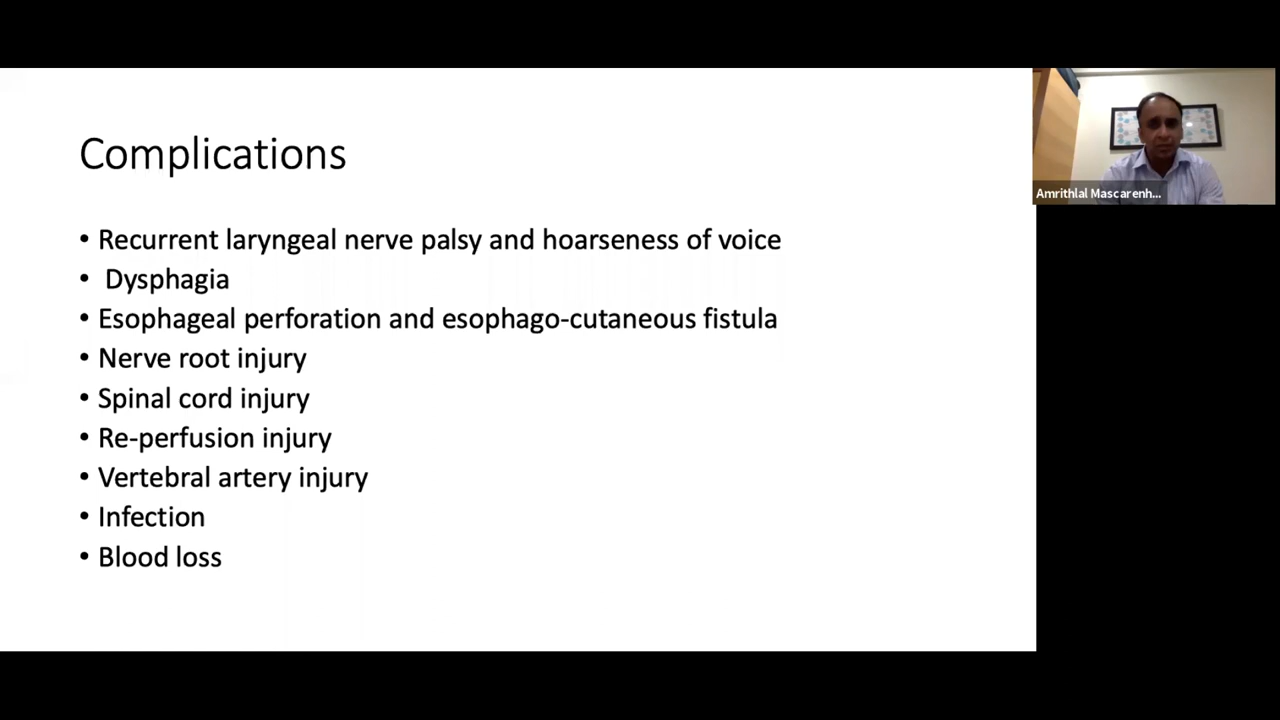 Complications
• Recurrent laryngeal nerve palsy and hoarseness of voice
• Dysphagia
• Esophageal perforation and esophago-cutaneous fistula
• Nerve root injury
• Spinal cord injury
• Re-perfusion injury
• Vertebral artery injury
• Infection
• Blood loss
Amrithlal Mascarenh...